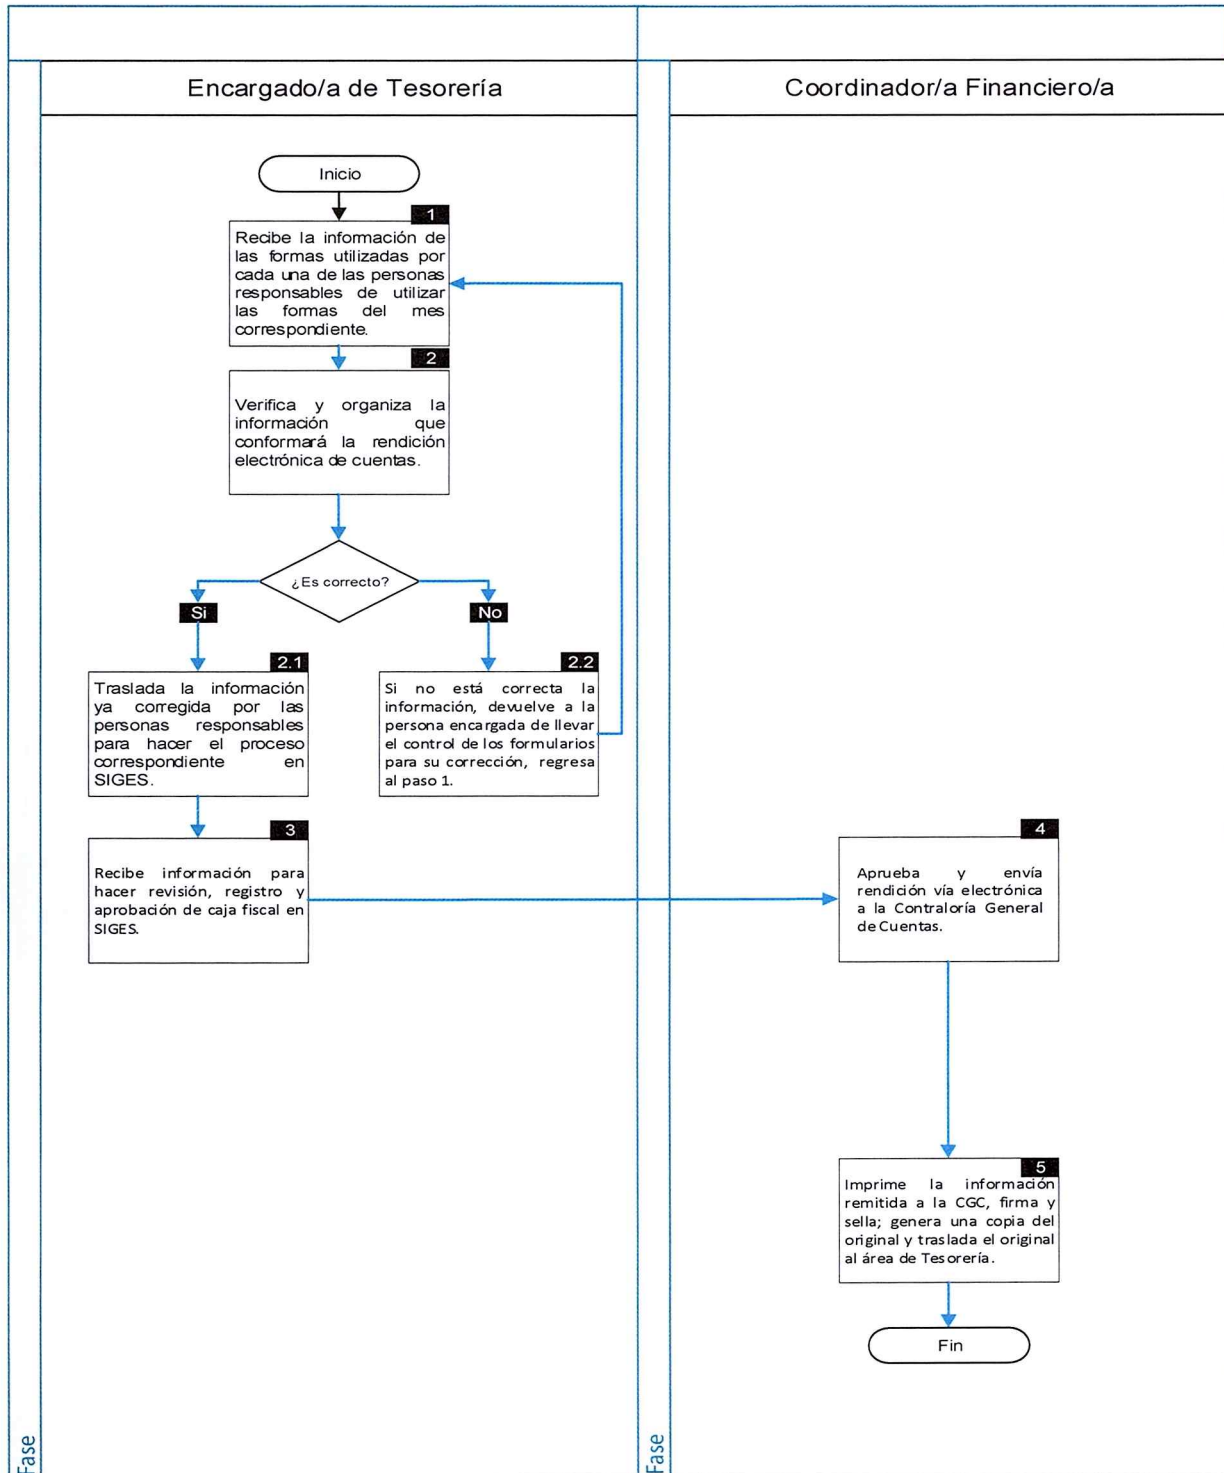 Encargado/a de Tesorería
Coordinador/a Financiero/a
Inicio
1
Recibe la información de
las formas utilizadas por
cada una de las personas
responsables de utilizar
las formas del mes
correspondiente.
2
Verifica y organiza la
información que
conformará la rendición
electrónica de cuentas.
¿Es correcto?
Si
No
2.1
Traslada la información
ya corregida por las
personas responsables
para hacer el proceso
correspondiente en
SIGES.
2.2
Si no está correcta la
información, devuelve a la
persona encargada de llevar
el control de los formularios
para su corrección, regresa
al paso 1.
3
Recibe información para
hacer revisión, registro y
aprobación de caja fiscal en
SIGES.
4
Aprueba y envía
rendición vía electrónica
a la Contraloría General
de Cuentas.
5
Imprime la información
remitida a la CGC, firma y
sella; genera una copia del
original y traslada el original
al área de Tesorería.
Fin
Fase
Fase